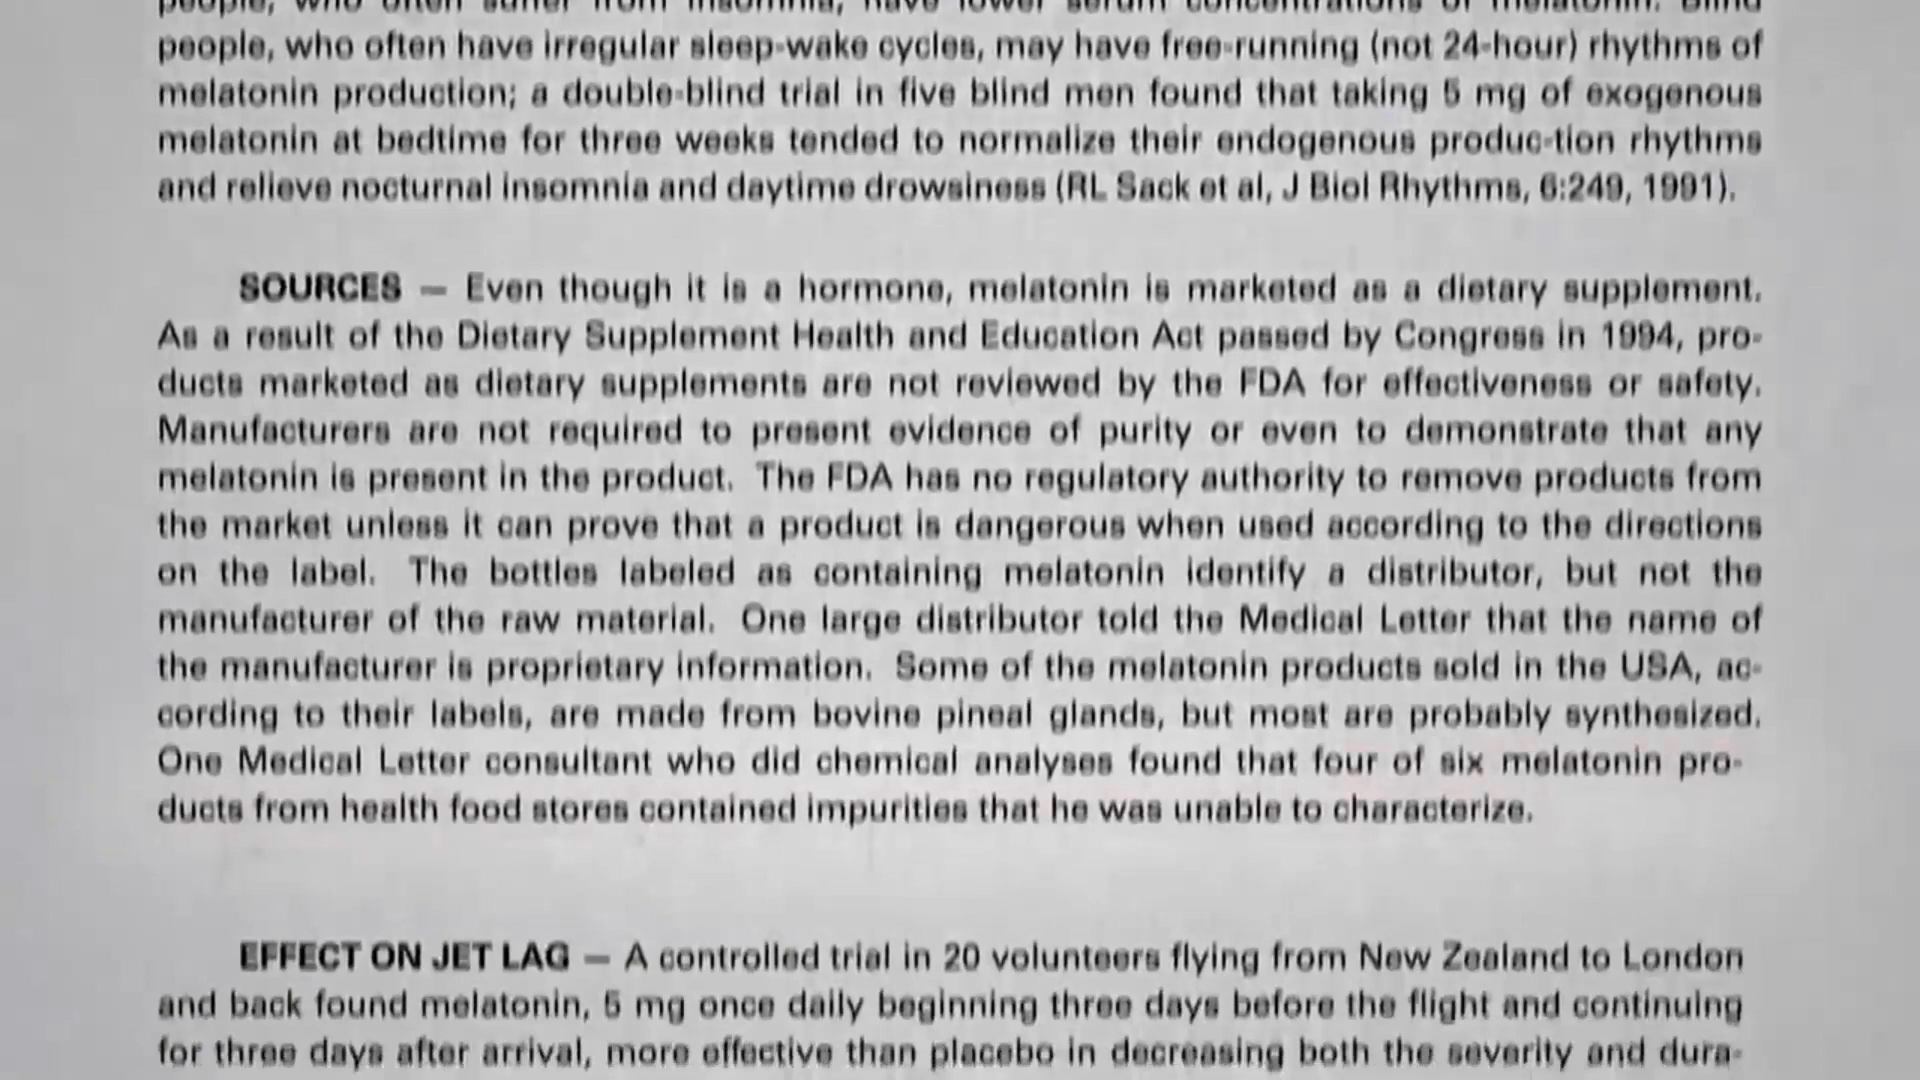 people, who often suffer from insomnia, have lower serum concentrations of melatonin. Blind
people, who often have irregular sleep-wake cycles, may have free-running (not 24-hour) rhythms of
melatonin production; a double-blind trial in five blind men found that taking 5 mg of exogenous
melatonin at bedtime for three weeks tended to normalize their endogenous produc-tion rhythms
and relieve nocturnal insomnia and daytime drowsiness (RL Sack et al, J Biol Rhythms, 6:249, 1991).
SOURCES — Even though it is a hormone, melatonin is marketed as a dietary supplement.
As a result of the Dietary Supplement Health and Education Act passed by Congress in 1994, pro-
ducts marketed as dietary supplements are not reviewed by the FDA for effectiveness or safety.
Manufacturers are not required to present evidence of purity or even to demonstrate that any
melatonin is present in the product. The FDA has no regulatory authority to remove products from
the market unless it can prove that a product is dangerous when used according to the directions
on the label. The bottles labeled as containing melatonin identify a distributor, but not the
manufacturer of the raw material. One large distributor told the Medical Letter that the name of
the manufacturer is proprietary information. Some of the melatonin products sold in the USA, ac-
cording to their labels, are made from bovine pineal glands, but most are probably synthesized.
One Medical Letter consultant who did chemical analyses found that four of six melatonin pro-
ducts from health food stores contained impurities that he was unable to characterize.
EFFECT ON JET LAG — A controlled trial in 20 volunteers flying from New Zealand to London
and back found melatonin, 5 mg once daily beginning three days before the flight and continuing
for three days after arrival, more effective than placebo in decreasing both the severity and dura-